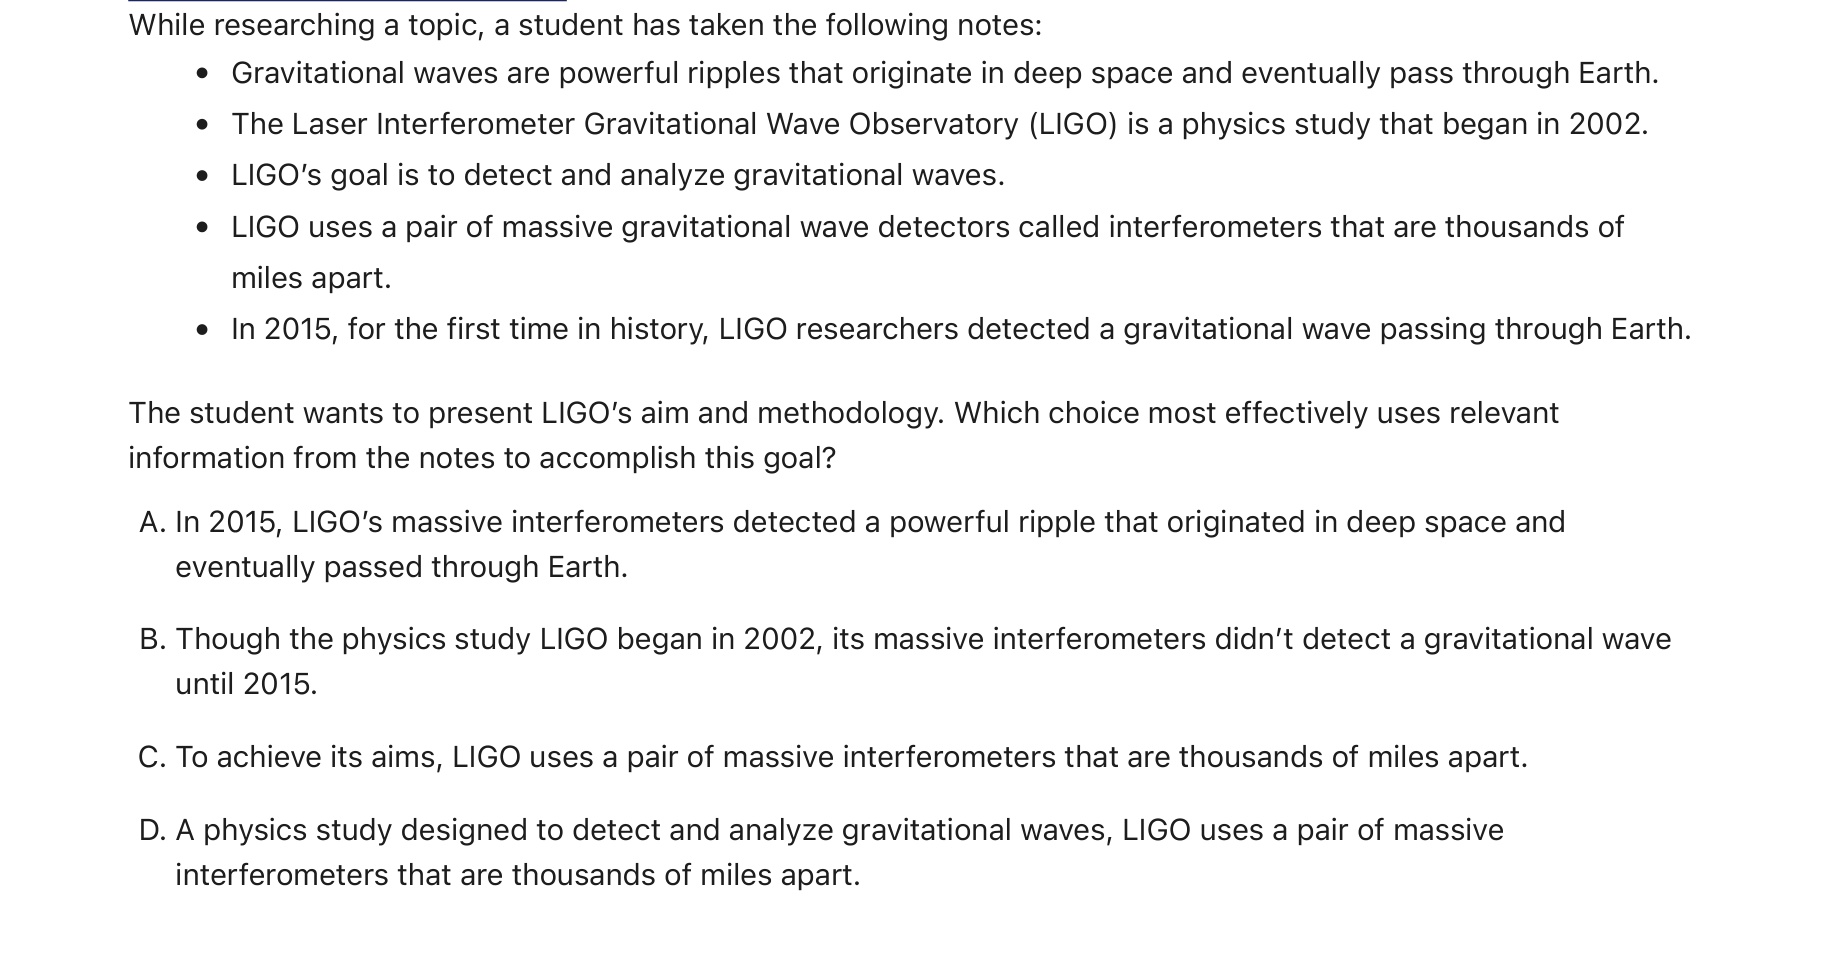 While researching a topic, a student has taken the following notes:
• Gravitational waves are powerful ripples that originate in deep space and eventually pass through Earth.
• The Laser Interferometer Gravitational Wave Observatory (LIGO) is a physics study that began in 2002.
• LIGO’s goal is to detect and analyze gravitational waves.
• LIGO uses a pair of massive gravitational wave detectors called interferometers that are thousands of
miles apart.
• In 2015, for the first time in history, LIGO researchers detected a gravitational wave passing through Earth.
The student wants to present LIGO’s aim and methodology. Which choice most effectively uses relevant
information from the notes to accomplish this goal?
A. In 2015, LIGO’s massive interferometers detected a powerful ripple that originated in deep space and
eventually passed through Earth.
B. Though the physics study LIGO began in 2002, its massive interferometers didn’t detect a gravitational wave
until 2015.
C. To achieve its aims, LIGO uses a pair of massive interferometers that are thousands of miles apart.
D. A physics study designed to detect and analyze gravitational waves, LIGO uses a pair of massive
interferometers that are thousands of miles apart.